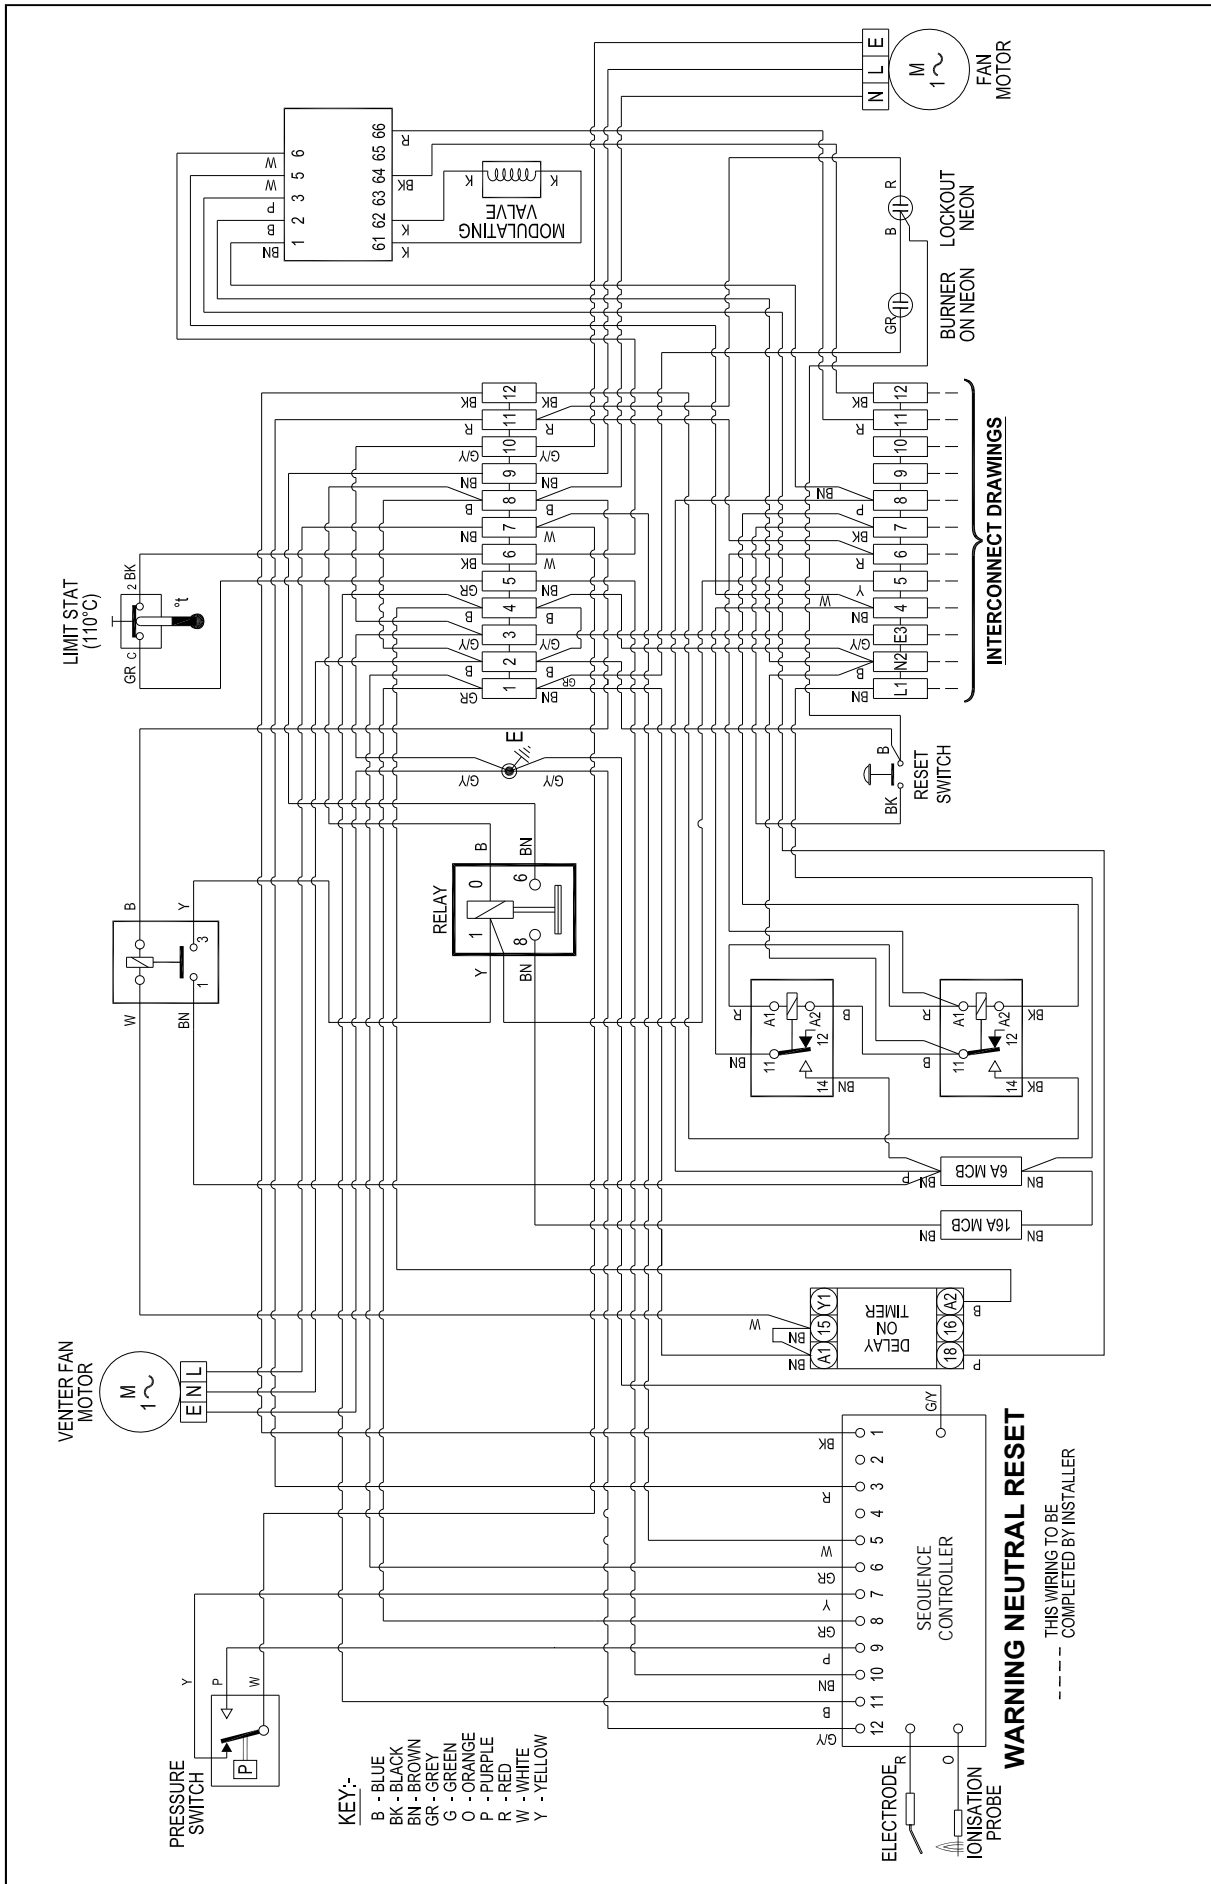 LIMIT STAT
(110°C)
GR C
2 BK
°t
W
W
P
B
BN
6
5
3
2
1
66
65
64
63
62
61
R
BK
K
K
K
K
MODULATING
VALVE
E
L
N
M
1~
FAN
MOTOR
R
B
LOCKOUT
NEON
GR
BURNER
ON NEON
BK
R
G/Y
BN
B
BN
W
GR
B
G/Y
B
GR
12
11
10
9
8
7
6
5
4
3
2
1
BK
R
G/Y
BN
B
W
W
BN
B
G/Y
B
GR
BN
BK
R
BN
P
BK
R
Y
W
BN
G/Y
B
BN
12
11
10
9
8
7
6
5
4
E3
N2
L1
INTERCONNECT DRAWINGS
E
G/Y
G/Y
B
BK
RESET
SWITCH
B
Y
3
1
W
BN
RELAY
B
BN
0
6
1
8
Y
BN
R
A1
A2
B
BN
11
12
14
BN
R
A1
A2
BK
B
11
12
14
BK
P
BN
6A MCB
BN
BN
16A MCB
BN
W
BN
BN
Y1
15
A1
DELAY
ON
TIMER
A2
16
18
B
P
VENTER FAN
MOTOR
M
1~
E N L
PRESSURE
SWITCH
P
Y
P
W
KEY:-
B - BLUE
BK - BLACK
BN - BROWN
GR - GREY
G - GREEN
O - ORANGE
P - PURPLE
R - RED
W - WHITE
Y - YELLOW
BK
R
W
GR
Y
GR
P
BN
B
G/Y
1
2
3
4
5
6
7
8
9
10
11
12
G/Y
SEQUENCE
CONTROLLER
R
O
ELECTRODE
IONISATION
PROBE
WARNING NEUTRAL RESET
---- THIS WIRING TO BE
COMPLETED BY INSTALLER